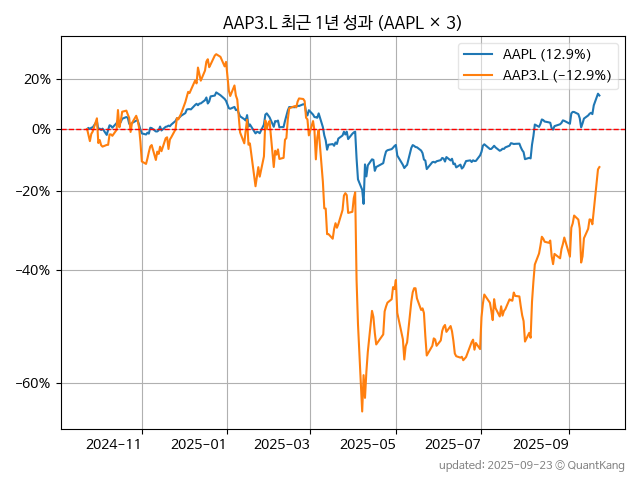 AAP3.L 최근 1년 성과 (AAPL × 3)
AAPL (12.9%)
AAP3.L (−12.9%)
20%
0%
−20%
−40%
−60%
2024-11
2025-01
2025-03
2025-05
2025-07
2025-09
updated: 2025-09-23 © QuantKang